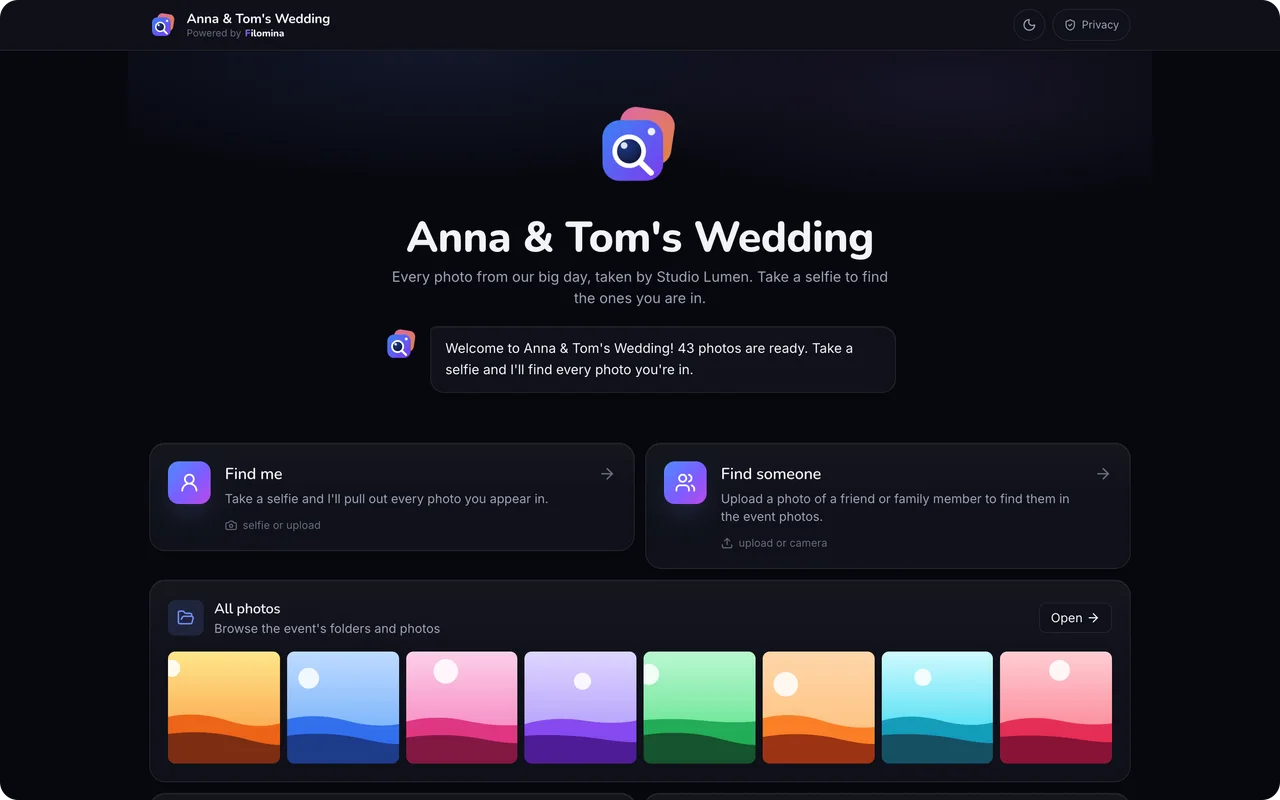 Anna & Tom's Wedding
Powered by Filomina
Privacy
Anna & Tom's Wedding
Every photo from our big day, taken by Studio Lumen. Take a selfie to find
the ones you are in.
Welcome to Anna & Tom's Wedding! 43 photos are ready. Take a
selfie and I'll find every photo you're in.
Find me
Take a selfie and I'll pull out every photo you appear in.
selfie or upload
Find someone
Upload a photo of a friend or family member to find them in
the event photos.
upload or camera
All photos
Browse the event's folders and photos
Open